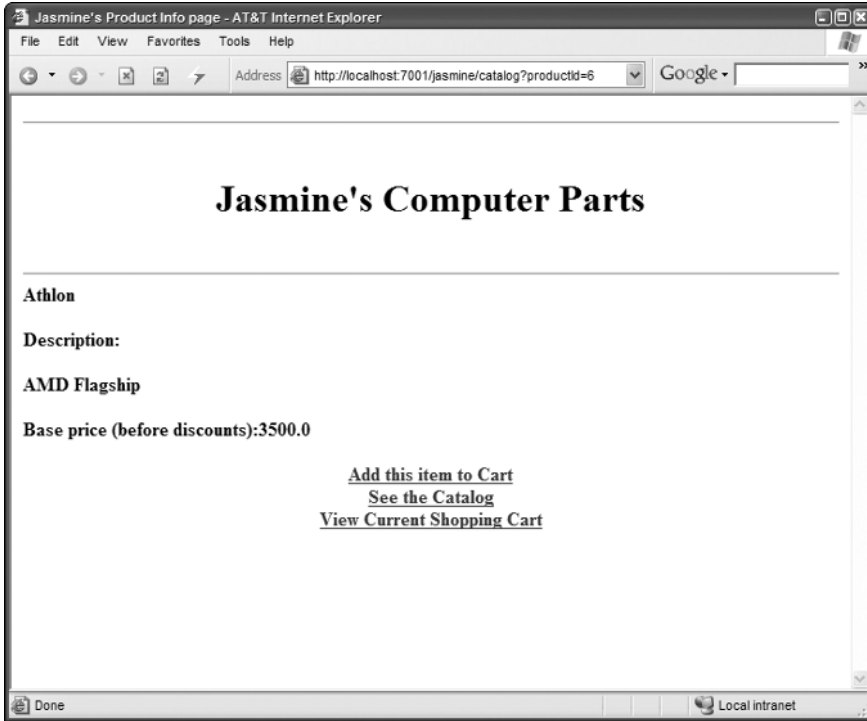 Jasmine's Product Info page - AT&T Internet Explorer
File Edit View Favorites Tools Help
Address http://localhost:7001/jasmine/catalog?productId=6 Google
Jasmine's Computer Parts
Athlon
Description:
AMD Flagship
Base price (before discounts):3500.0
Add this item to Cart
See the Catalog
View Current Shopping Cart
Done Local intranet